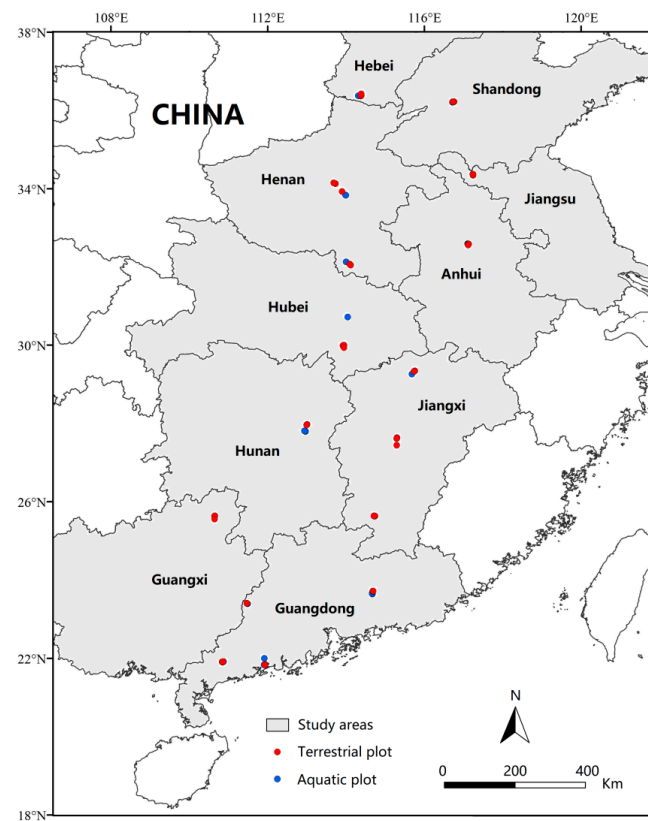 108°E 112°E 116°E 120°E
38°N
Hebei
Shandong
CHINA
Henan
34°N
Jiangsu
Anhui
Hubei
30°N
Jiangxi
Hunan
26°N
Guangxi
Guangdong
22°N
N
Study areas
Terrestrial plot
Aquatic plot
0 200 400
Km
18°N